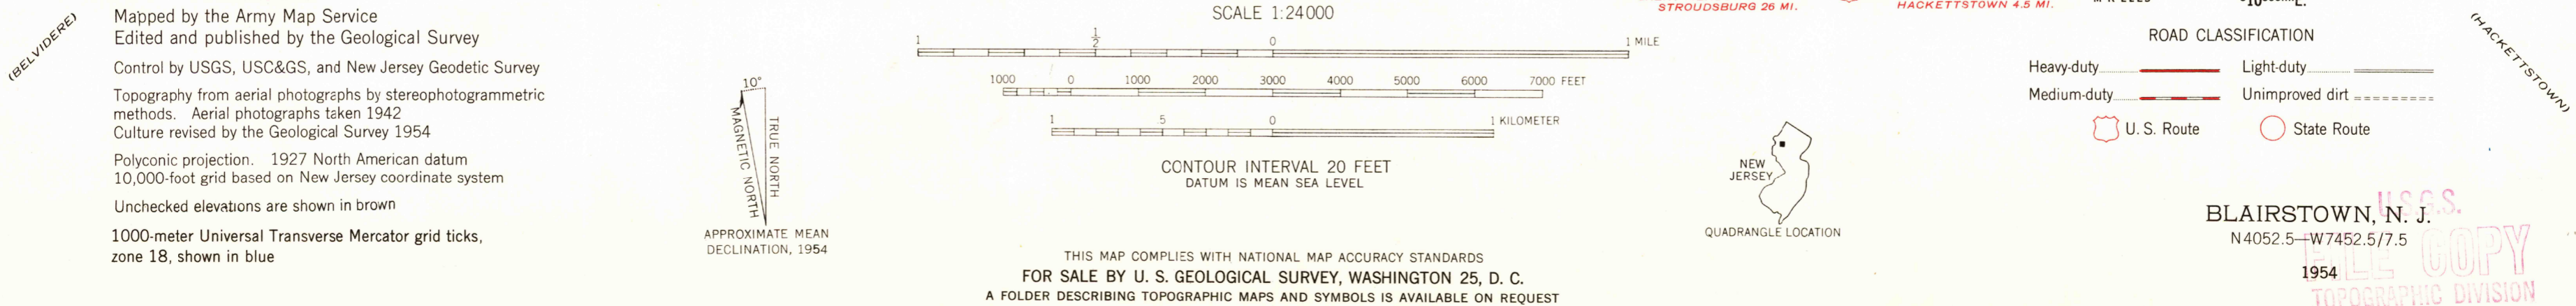 (BELVIDERE)
Mapped by the Army Map Service
Edited and published by the Geological Survey
Control by USGS, USC&GS, and New Jersey Geodetic Survey
Topography from aerial photographs by stereophotogrammetric
methods. Aerial photographs taken 1942
Culture revised by the Geological Survey 1954
Polyconic projection. 1927 North American datum
10,000-foot grid based on New Jersey coordinate system
Unchecked elevations are shown in brown
1000-meter Universal Transverse Mercator grid ticks,
zone 18, shown in blue
10°
MAGNETIC NORTH
TRUE NORTH
APPROXIMATE MEAN
DECLINATION, 1954
SCALE 1:24000
1 1/2 0 1 MILE
1000 0 1000 2000 3000 4000 5000 6000 7000 FEET
1 .5 0 1 KILOMETER
CONTOUR INTERVAL 20 FEET
DATUM IS MEAN SEA LEVEL
THIS MAP COMPLIES WITH NATIONAL MAP ACCURACY STANDARDS
FOR SALE BY U. S. GEOLOGICAL SURVEY, WASHINGTON 25, D. C.
A FOLDER DESCRIBING TOPOGRAPHIC MAPS AND SYMBOLS IS AVAILABLE ON REQUEST
STROUDSBURG 26 MI.
HACKETTSTOWN 4.5 MI.
NEW
JERSEY
QUADRANGLE LOCATION
(HACKETTSTOWN)
ROAD CLASSIFICATION
Heavy-duty Light-duty
Medium-duty Unimproved dirt
U. S. Route State Route
U.S.G.S.
BLAIRSTOWN, N. J.
N4052.5—W7452.5/7.5
FILE COPY
1954
TOPOGRAPHIC DIVISION